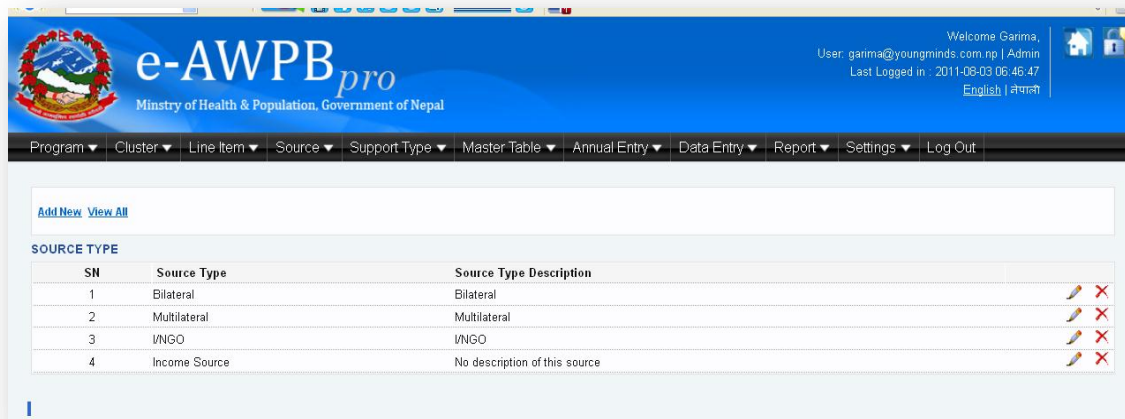 Welcome Garima,
User: garima@youngminds.com.np | Admin
Last Logged in : 2011-08-03 06:46:47
English | नेपाली
e-AWPB pro
Minstry of Health & Population, Government of Nepal
Program Cluster Line Item Source Support Type Master Table Annual Entry Data Entry Report Settings Log Out
Add New View All
SOURCE TYPE
SN Source Type Source Type Description
1 Bilateral Bilateral
2 Multilateral Multilateral
3 I/NGO I/NGO
4 Income Source No description of this source